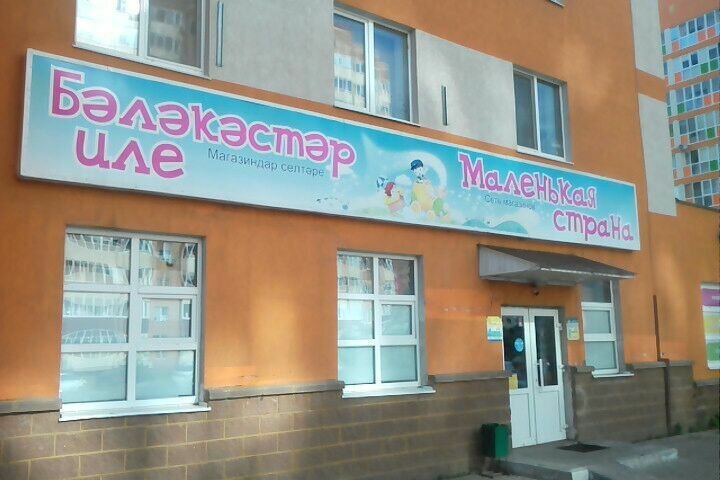 Бәләкәстәр
иле
Магазиндар селтәре
Маленькая
страна
Сеть магазинов